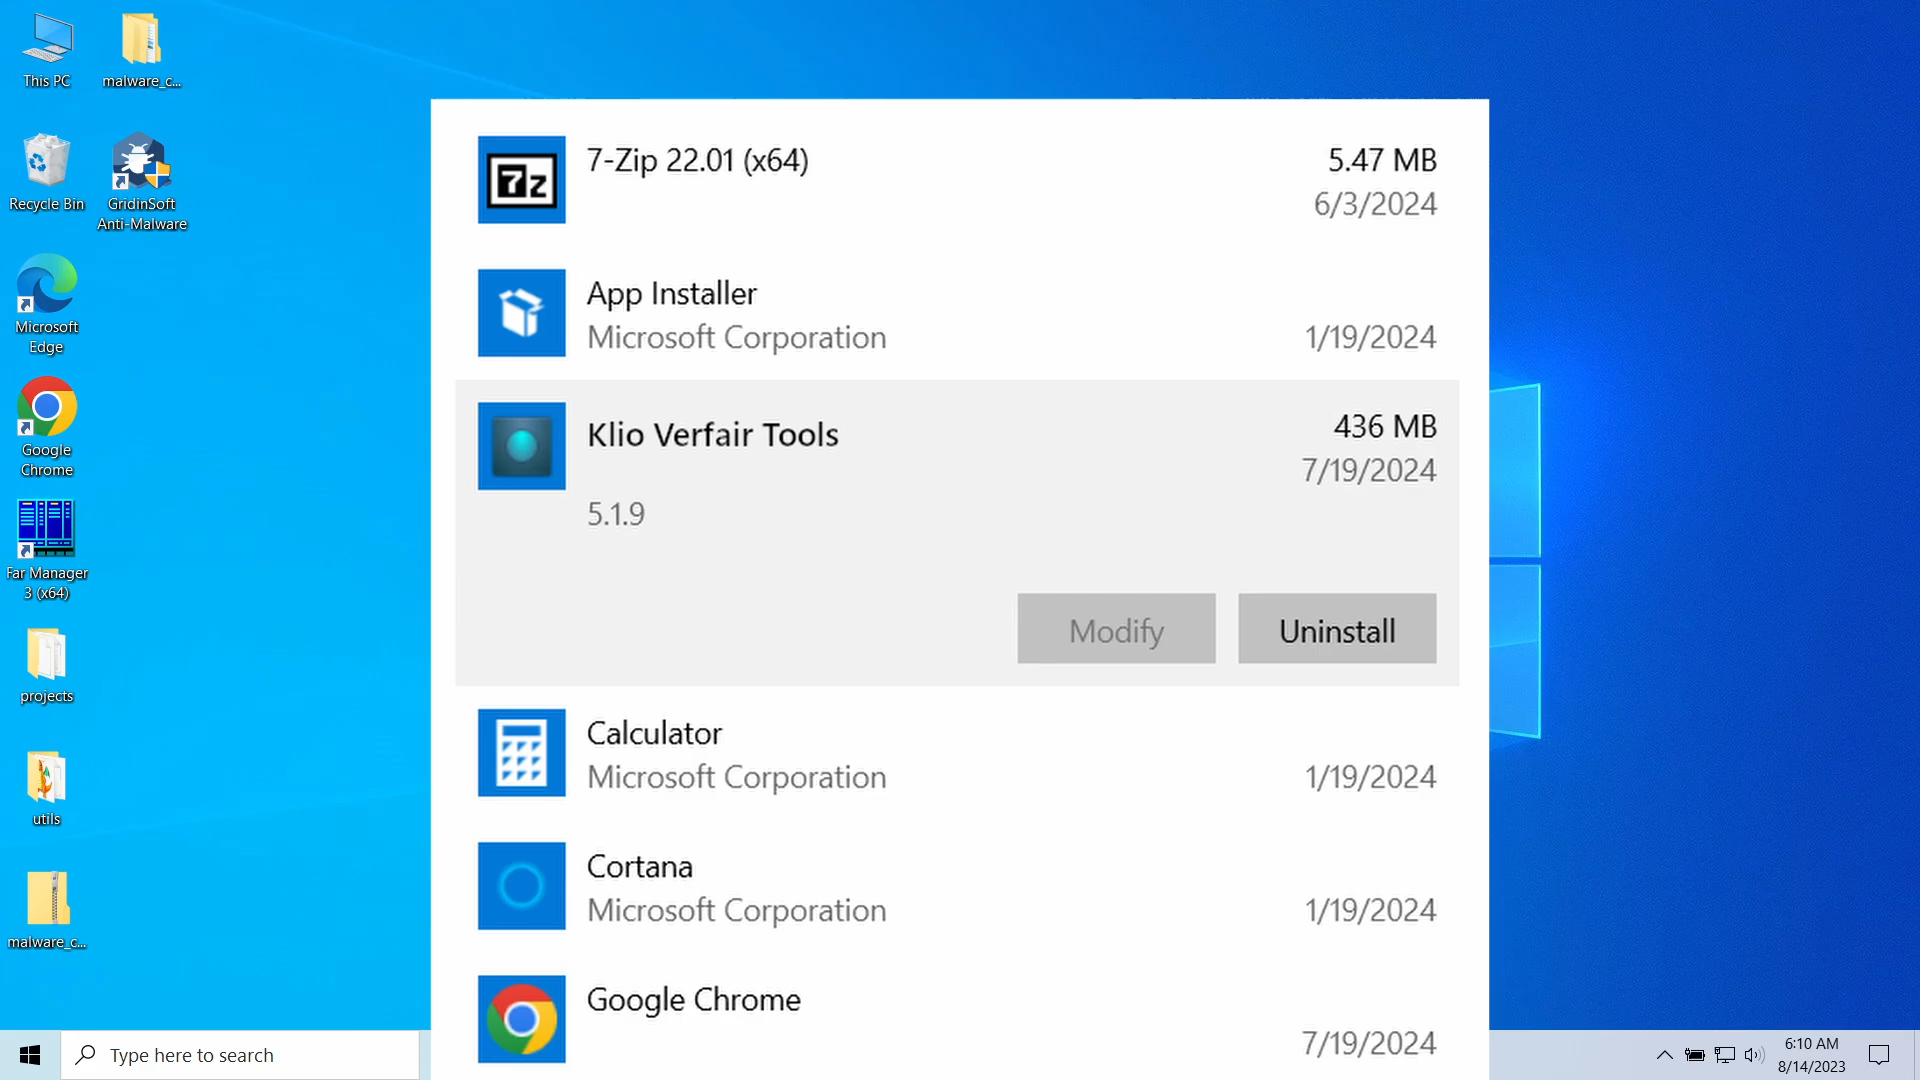 This PC
malware_c...
Recycle Bin
GridinSoft
Anti-Malware
Microsoft
Edge
Google
Chrome
Far Manager
3 (x64)
projects
utils
malware_c...
7z
7-Zip 22.01 (x64)
5.47 MB
6/3/2024
App Installer
Microsoft Corporation
1/19/2024
Klio Verfair Tools
436 MB
7/19/2024
5.1.9
Modify
Uninstall
Calculator
Microsoft Corporation
1/19/2024
Cortana
Microsoft Corporation
1/19/2024
Google Chrome
7/19/2024
Type here to search
6:10 AM
8/14/2023